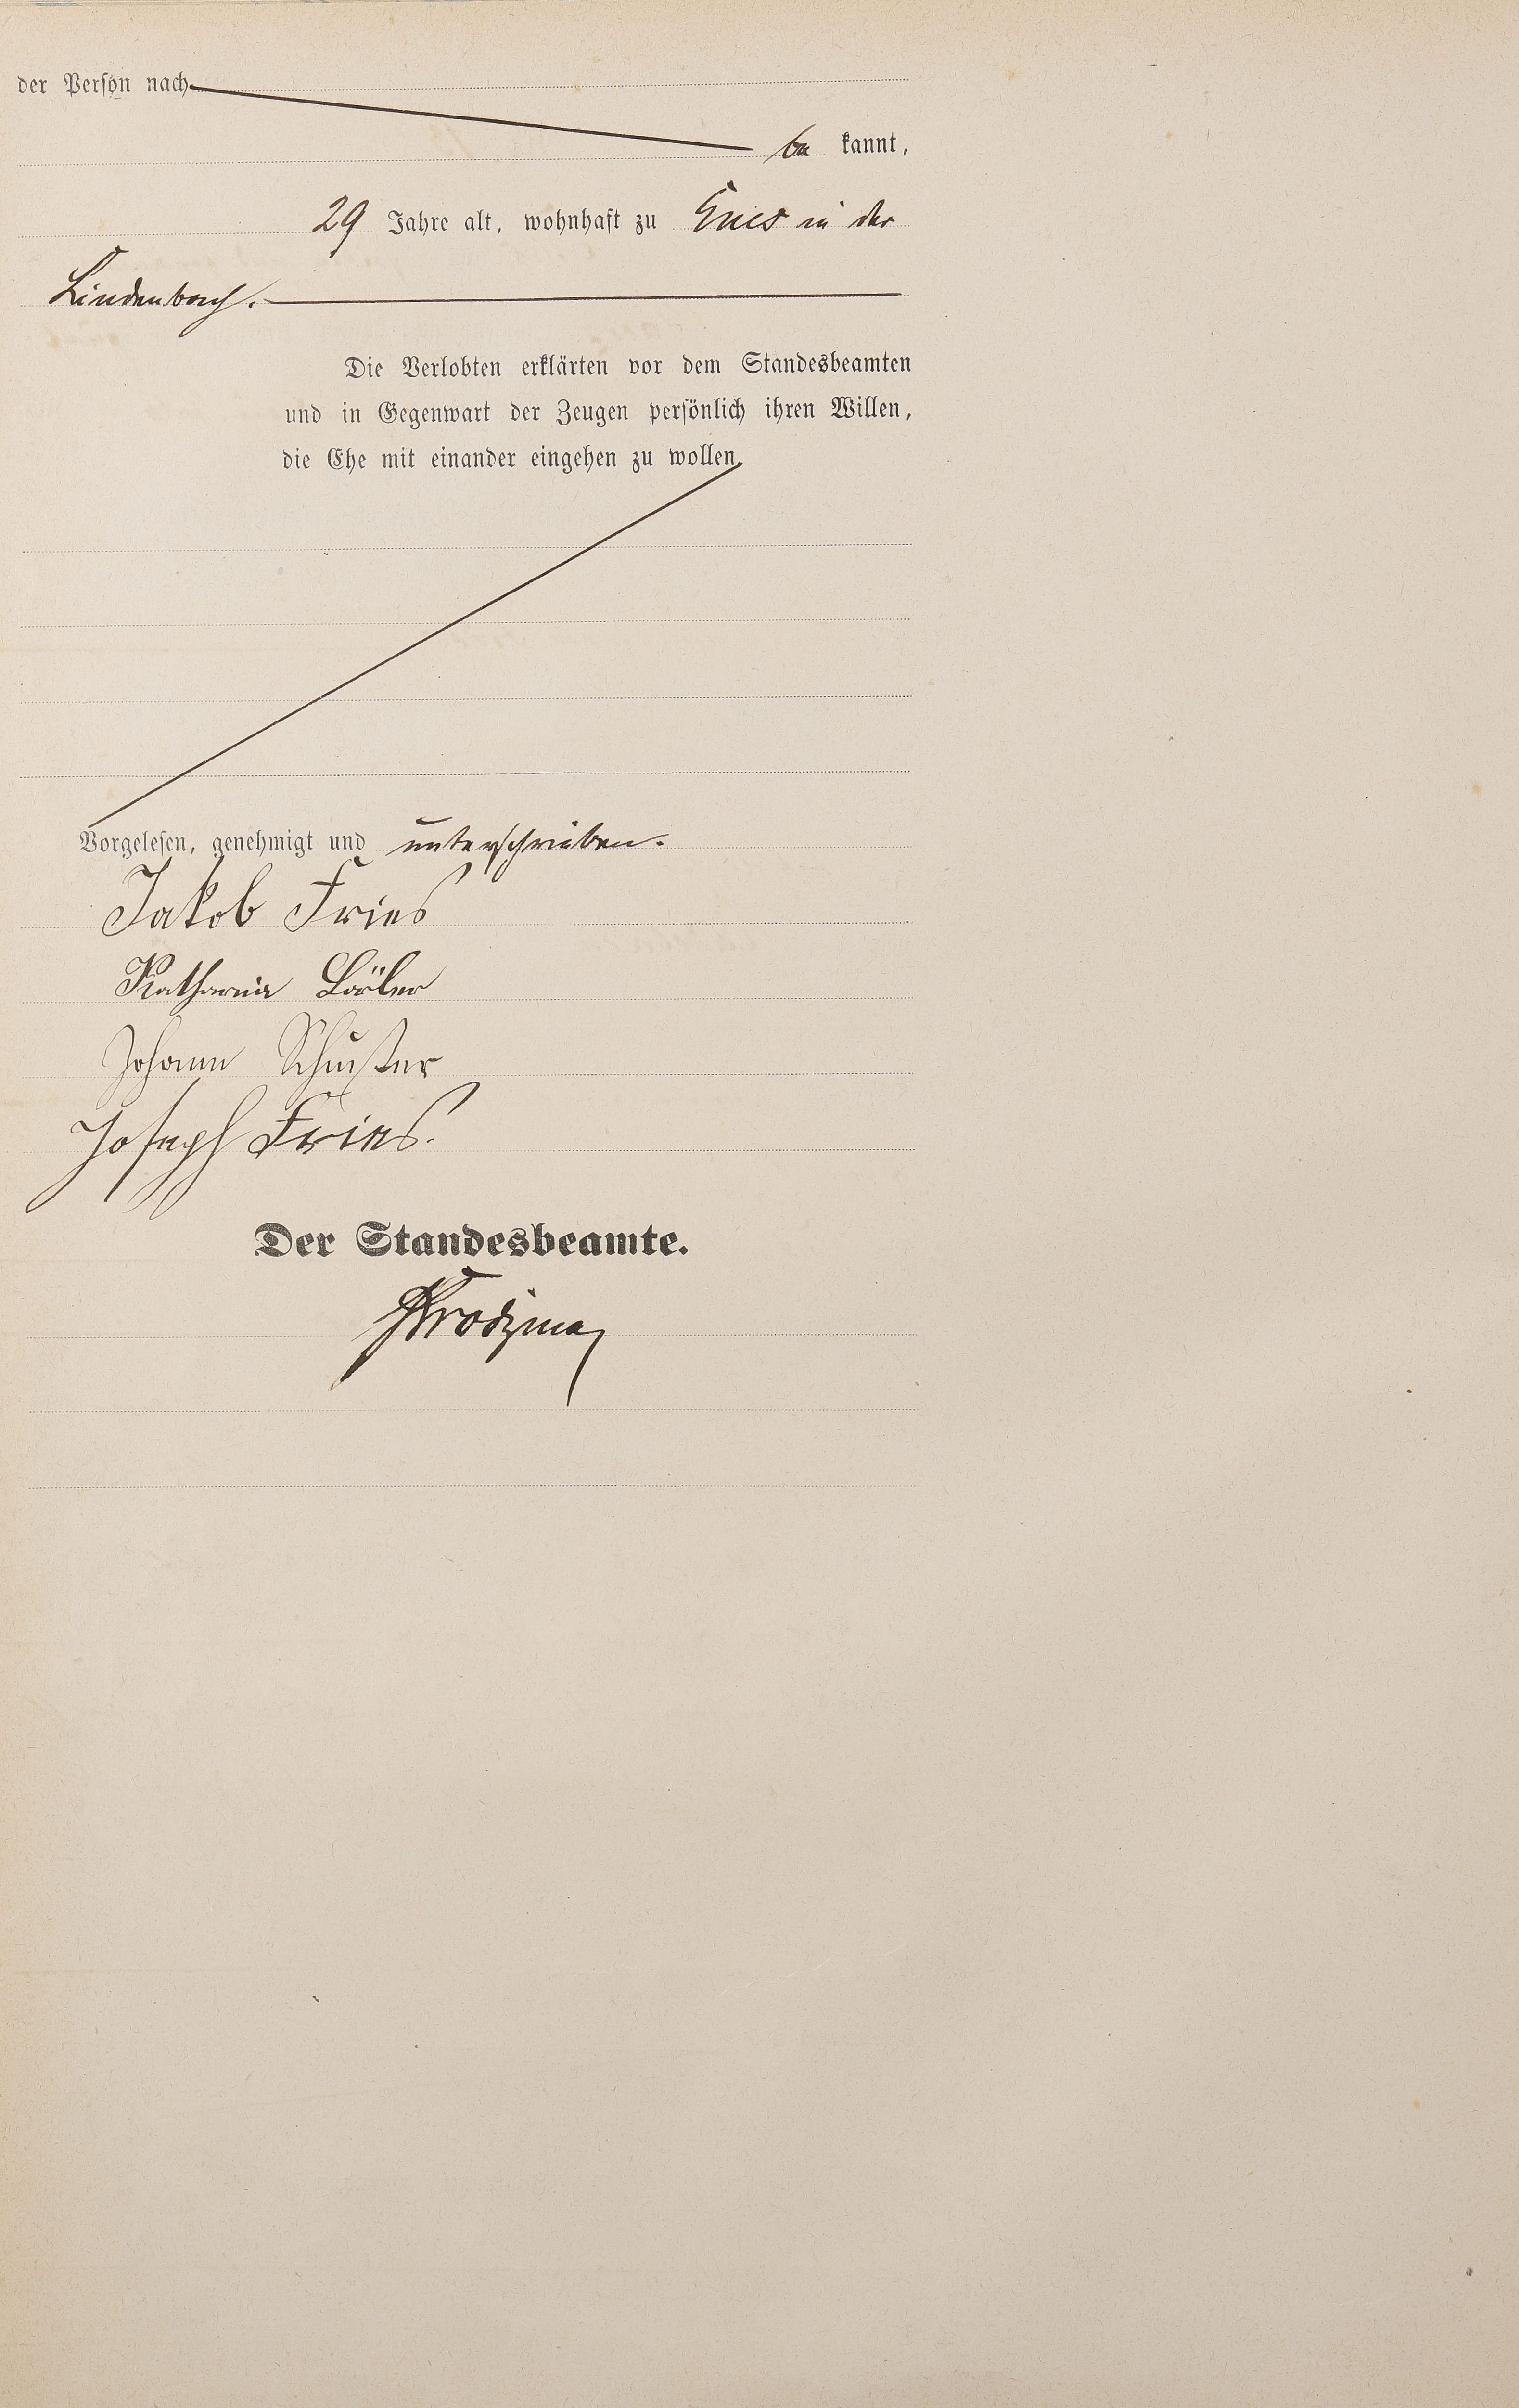 der Person nach
be kannt,
29 Jahre alt, wohnhaft zu Ems in der
Lindenbach.
Die Verlobten erklärten vor dem Standesbeamten
und in Gegenwart der Zeugen persönlich ihren Willen,
die Ehe mit einander eingehen zu wollen.
Vorgelesen, genehmigt und unterschrieben.
Jakob Fries
Katharina
Johann Schuster
Joseph Fries.
Der Standesbeamte.